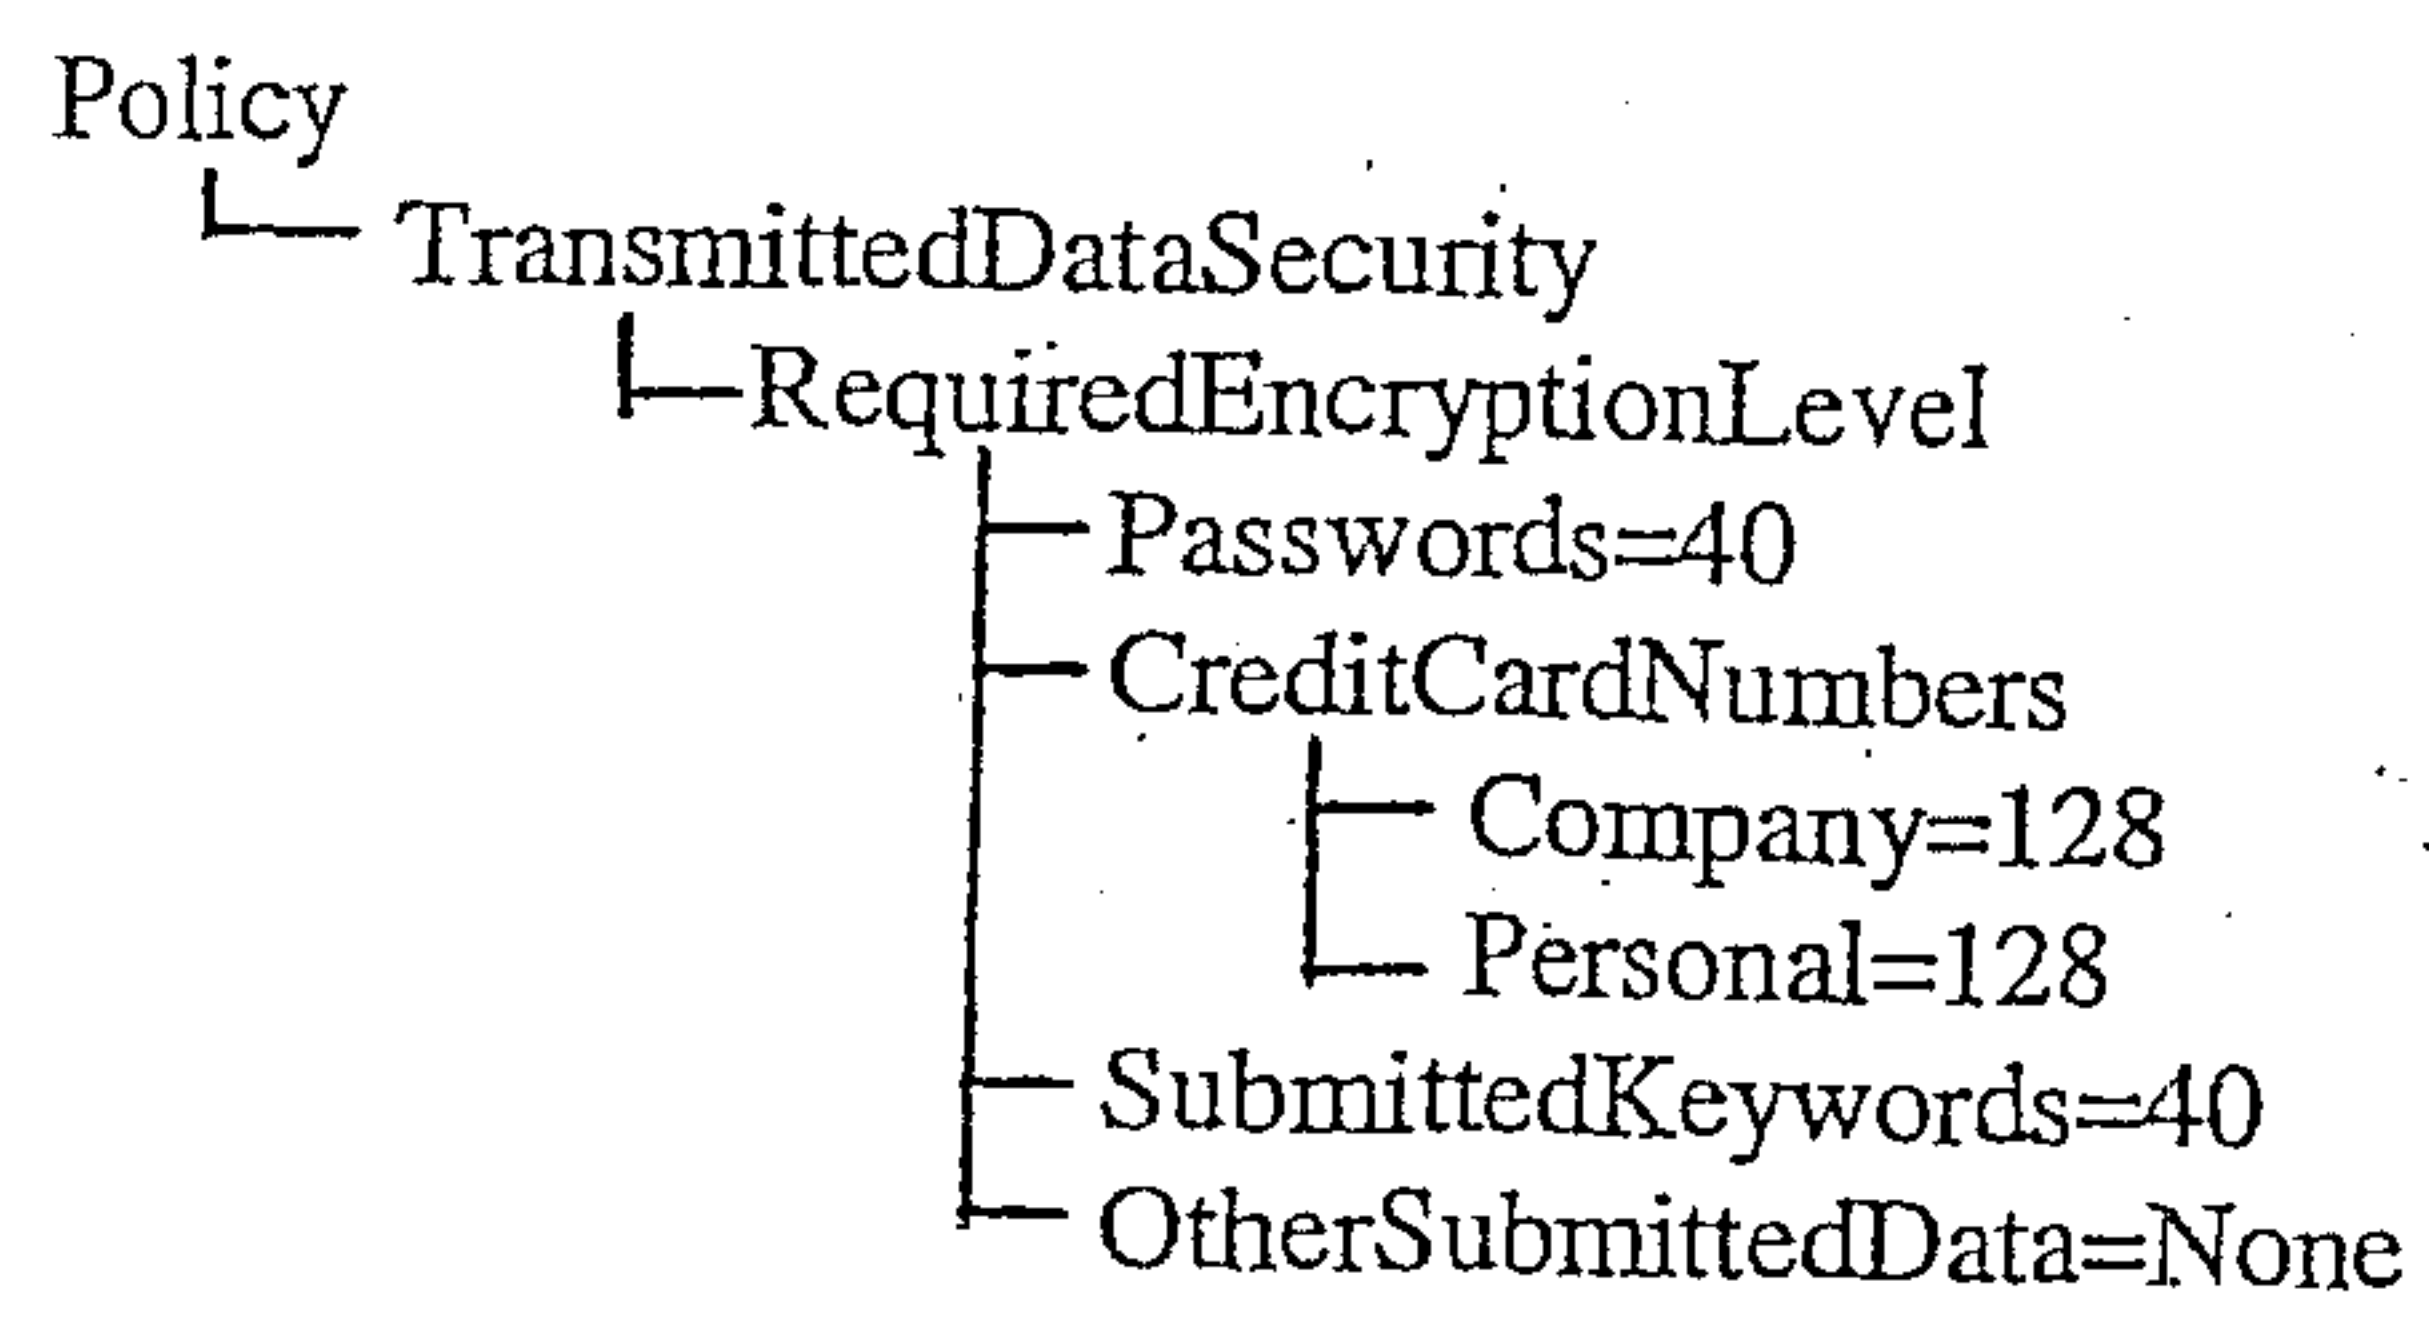 Policy
TransmittedDataSecurity
RequiredEncryptionLevel
Passwords=40
CreditCardNumbers
Company=128
Personal=128
SubmittedKeywords=40
OtherSubmittedData=None